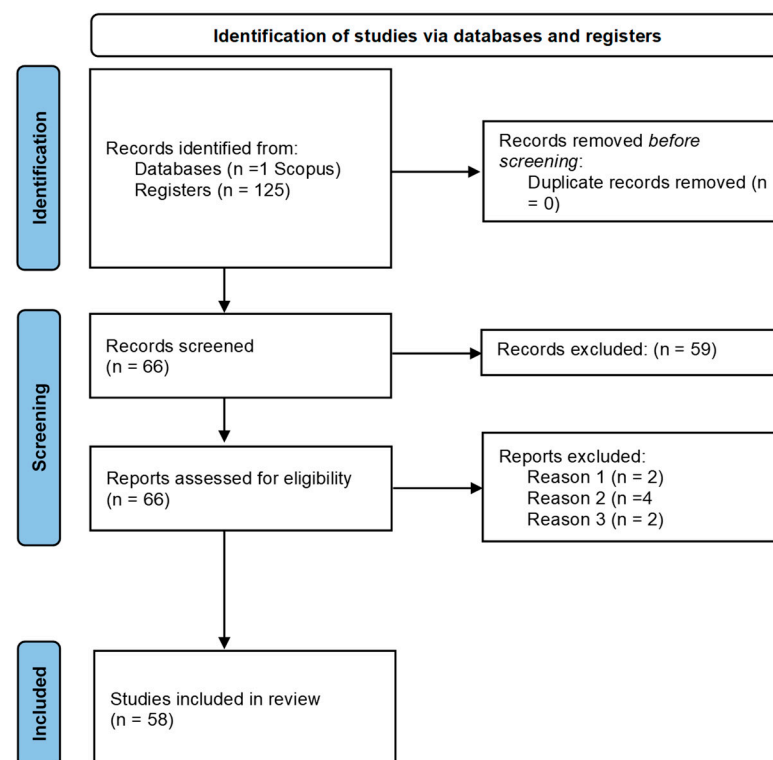 Identification of studies via databases and registers
Identification
Records identified from:
Databases (n =1 Scopus)
Registers (n = 125)
Records removed before
screening:
Duplicate records removed (n
= 0)
Screening
Records screened
(n = 66)
Records excluded: (n = 59)
Reports assessed for eligibility
(n = 66)
Reports excluded:
Reason 1 (n = 2)
Reason 2 (n =4
Reason 3 (n = 2)
Included
Studies included in review
(n = 58)